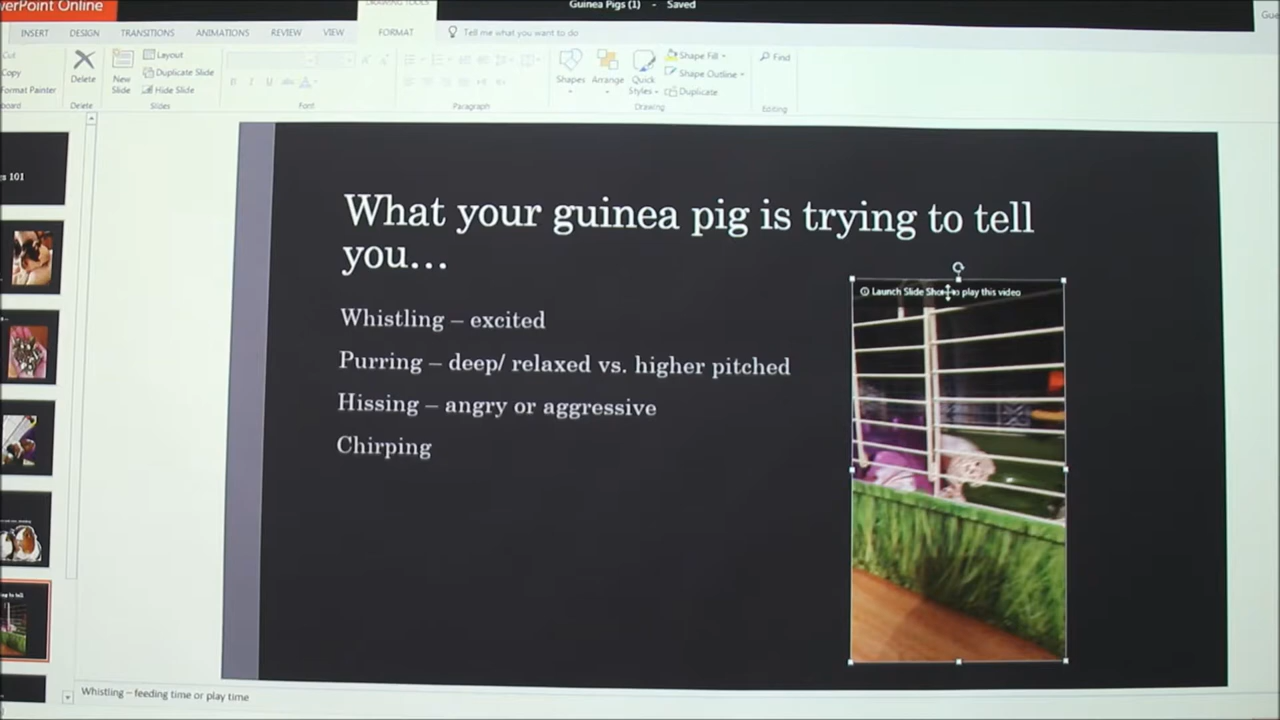 erPoint Online
Guinea Pigs (1) - Saved
DRAWING TOOLS
INSERT
DESIGN
TRANSITIONS
ANIMATIONS
REVIEW
VIEW
FORMAT
Tell me what you want to do
Cut
Copy
Format Painter
board
Delete
Delete
New
Slide
Layout
Duplicate Slide
Hide Slide
Slides
B I U abc A
Font
Paragraph
Shapes
Arrange
Quick
Styles
Shape Fill
Shape Outline
Duplicate
Drawing
Find
Editing
101
What your guinea pig is trying to tell
you...
Launch Slide Show to play this video
Whistling – excited
Purring – deep/ relaxed vs. higher pitched
Hissing – angry or aggressive
Chirping
Whistling – feeding time or play time